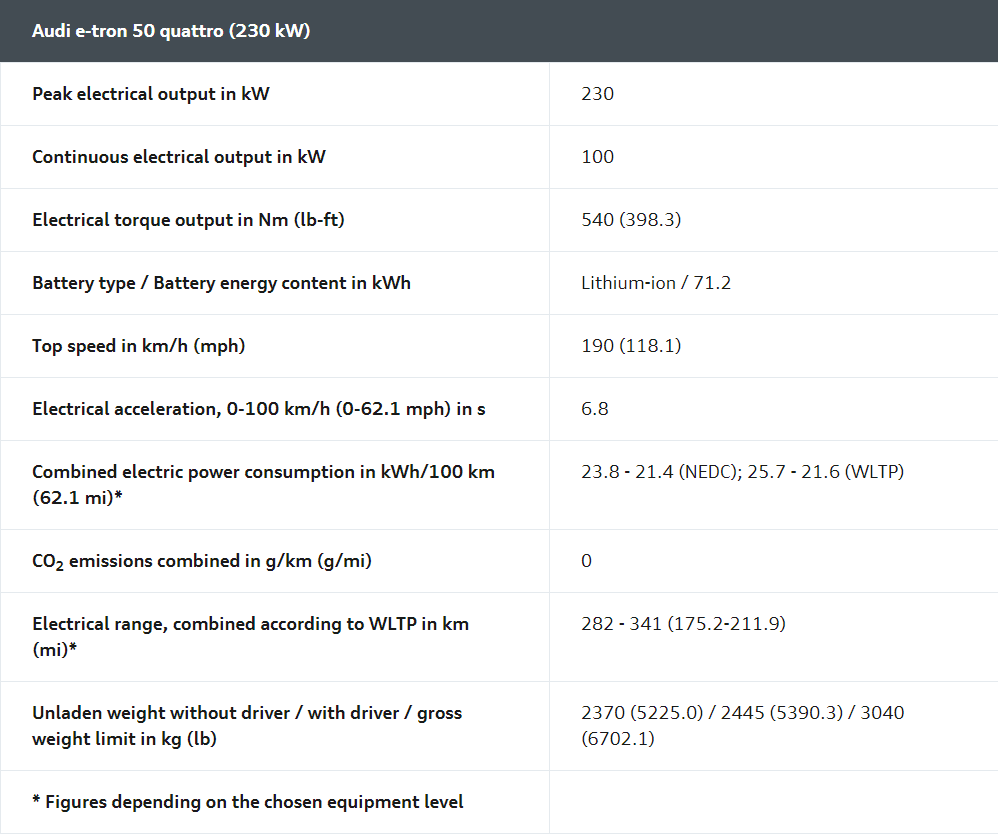 Audi e-tron 50 quattro (230 kW)
Peak electrical output in kW 230
Continuous electrical output in kW 100
Electrical torque output in Nm (lb-ft) 540 (398.3)
Battery type / Battery energy content in kWh Lithium-ion / 71.2
Top speed in km/h (mph) 190 (118.1)
Electrical acceleration, 0-100 km/h (0-62.1 mph) in s 6.8
Combined electric power consumption in kWh/100 km 23.8 - 21.4 (NEDC); 25.7 - 21.6 (WLTP)
(62.1 mi)*
CO₂ emissions combined in g/km (g/mi) 0
Electrical range, combined according to WLTP in km 282 - 341 (175.2-211.9)
(mi)*
Unladen weight without driver / with driver / gross 2370 (5225.0) / 2445 (5390.3) / 3040
weight limit in kg (lb) (6702.1)
* Figures depending on the chosen equipment level